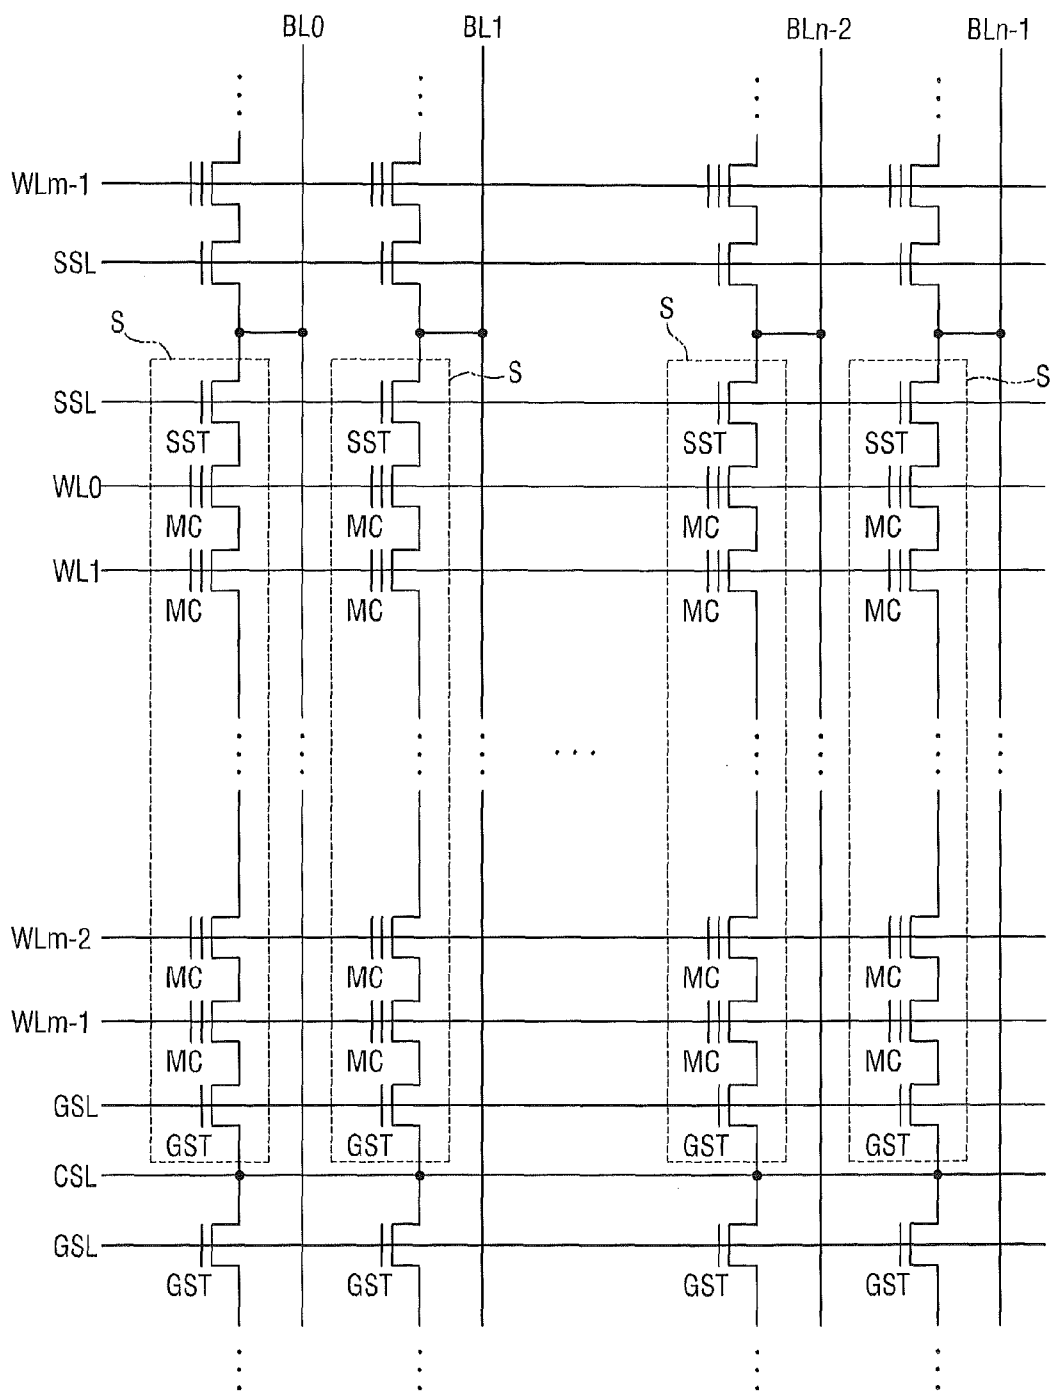 BL0 BL1 BLn-2 BLn-1
WLm-1
SSL
S S
S S
SSL
SST SST SST SST
WL0
MC MC MC MC
WL1
MC MC MC MC
WLm-2
MC MC MC MC
WLm-1
MC MC MC MC
GSL
GST GST GST GST
CSL
GSL
GST GST GST GST